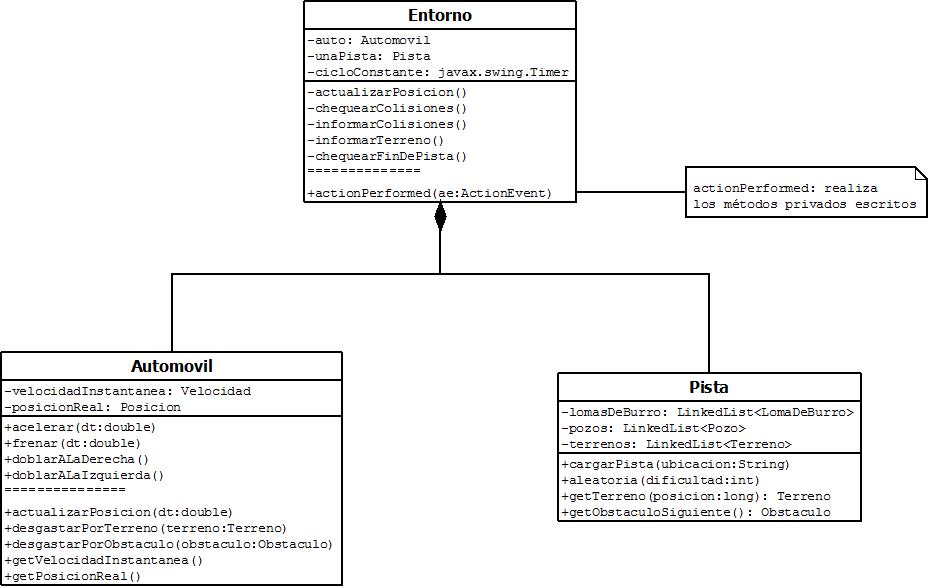 Entorno
-auto: Automovil
-unaPista: Pista
-cicloConstante: javax.swing.Timer
-actualizarPosicion()
-chequearColisiones()
-informarColisiones()
-informarTerreno()
-chequearFinDePista()
==============
+actionPerformed(ae:ActionEvent)
actionPerformed: realiza
los métodos privados escritos
Automovil
-velocidadInstantanea: Velocidad
-posicionReal: Posicion
+acelerar(dt:double)
+frenar(dt:double)
+doblarALaDerecha()
+doblarALaIzquierda()
===============
+actualizarPosicion(dt:double)
+desgastarPorTerreno(terreno:Terreno)
+desgastarPorObstaculo(obstaculo:Obstaculo)
+getVelocidadInstantanea()
+getPosicionReal()
Pista
-lomasDeBurro: LinkedList<LomaDeBurro>
-pozos: LinkedList<Pozo>
-terrenos: LinkedList<Terreno>
+cargarPista(ubicacion:String)
+aleatoria(dificultad:int)
+getTerreno(posicion:long): Terreno
+getObstaculoSiguiente(): Obstaculo